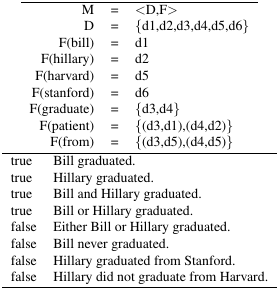 M = <D,F>
D = {d1,d2,d3,d4,d5,d6}
F(bill) = d1
F(hillary) = d2
F(harvard) = d5
F(stanford) = d6
F(graduate) = {d3,d4}
F(patient) = {(d3,d1),(d4,d2)}
F(from) = {(d3,d5),(d4,d5)}
true Bill graduated.
true Hillary graduated.
true Bill and Hillary graduated.
true Bill or Hillary graduated.
false Either Bill or Hillary graduated.
false Bill never graduated.
false Hillary graduated from Stanford.
false Hillary did not graduate from Harvard.